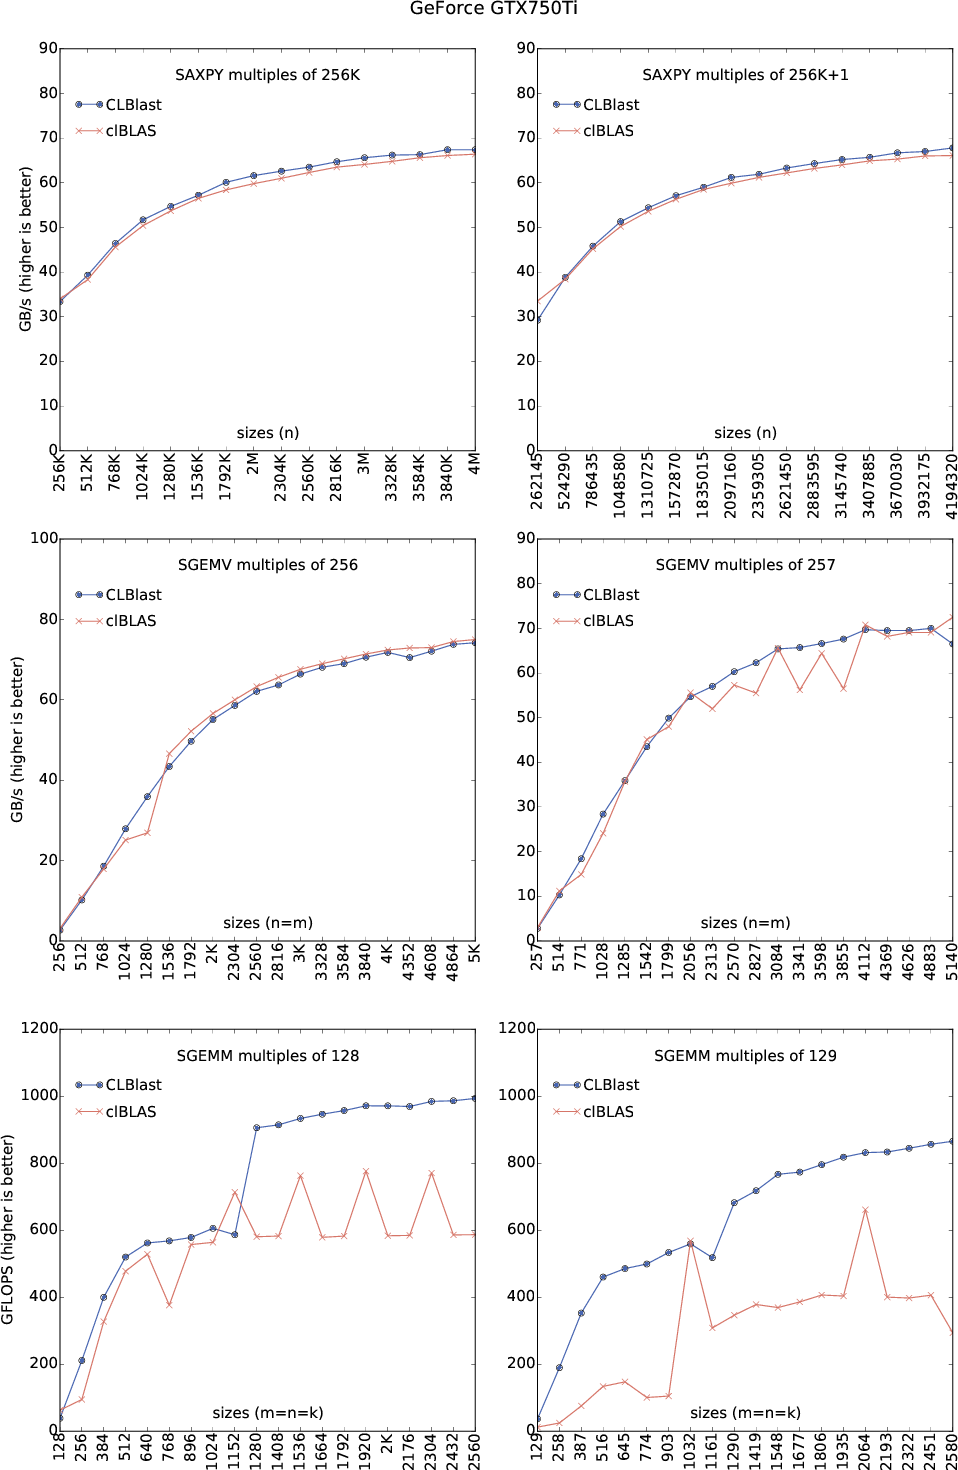 GeForce GTX750Ti
SAXPY multiples of 256K
CLBlast
clBLAS
GB/s (higher is better)
90
80
70
60
50
40
30
20
10
0
sizes (n)
256K
512K
768K
1024K
1280K
1536K
1792K
2M
2304K
2560K
2816K
3M
3328K
3584K
3840K
4M
SAXPY multiples of 256K+1
CLBlast
clBLAS
90
80
70
60
50
40
30
20
10
0
sizes (n)
262145
524290
786435
1048580
1310725
1572870
1835015
2097160
2359305
2621450
2883595
3145740
3407885
3670030
3932175
4194320
SGEMV multiples of 256
CLBlast
clBLAS
GB/s (higher is better)
100
80
60
40
20
0
sizes (n=m)
256
512
768
1024
1280
1536
1792
2K
2304
2560
2816
3K
3328
3584
3840
4K
4352
4608
4864
5K
SGEMV multiples of 257
CLBlast
clBLAS
90
80
70
60
50
40
30
20
10
0
sizes (n=m)
257
514
771
1028
1285
1542
1799
2056
2313
2570
2827
3084
3341
3598
3855
4112
4369
4626
4883
5140
SGEMM multiples of 128
CLBlast
clBLAS
GFLOPS (higher is better)
1200
1000
800
600
400
200
0
sizes (m=n=k)
128
256
384
512
640
768
896
1024
1152
1280
1408
1536
1664
1792
1920
2K
2176
2304
2432
2560
SGEMM multiples of 129
CLBlast
clBLAS
1200
1000
800
600
400
200
0
sizes (m=n=k)
129
258
387
516
645
774
903
1032
1161
1290
1419
1548
1677
1806
1935
2064
2193
2322
2451
2580